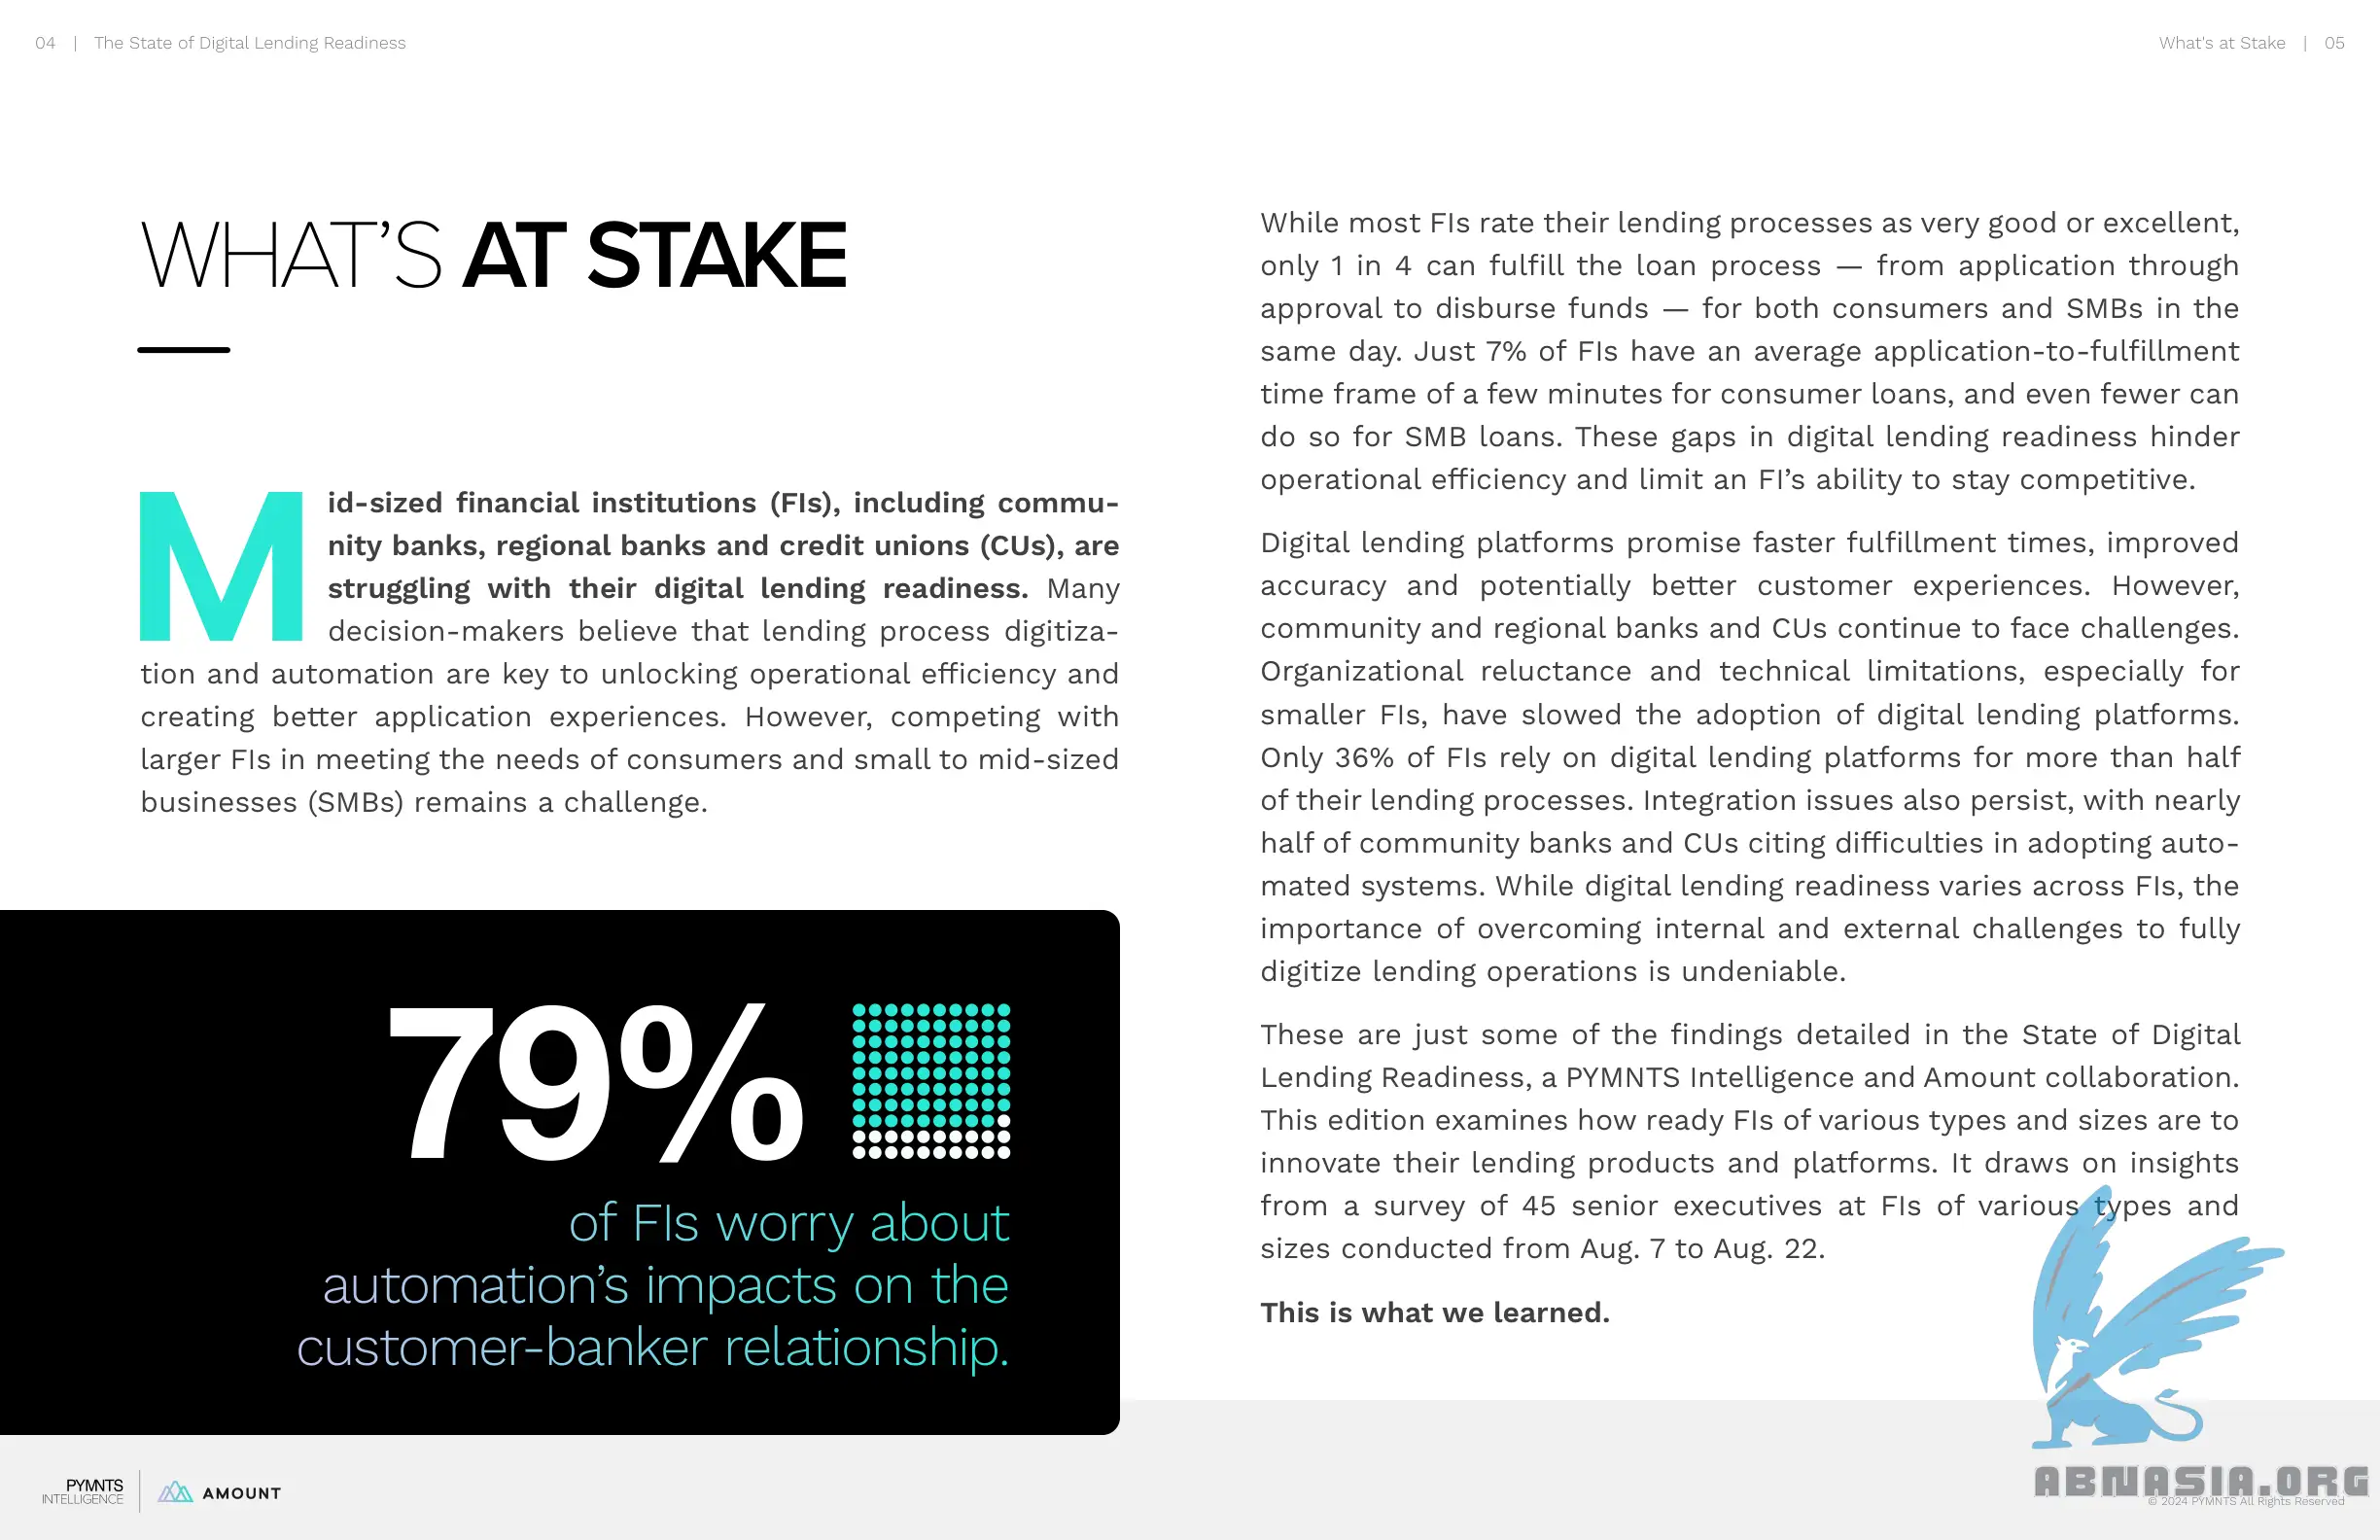 04 | The State of Digital Lending Readiness
What's at Stake | 05
WHAT’S AT STAKE
Mid-sized financial institutions (FIs), including commu-
nity banks, regional banks and credit unions (CUs), are
struggling with their digital lending readiness. Many
decision-makers believe that lending process digitiza-
tion and automation are key to unlocking operational efficiency and
creating better application experiences. However, competing with
larger FIs in meeting the needs of consumers and small to mid-sized
businesses (SMBs) remains a challenge.
79%
of FIs worry about
automation’s impacts on the
customer-banker relationship.
While most FIs rate their lending processes as very good or excellent,
only 1 in 4 can fulfill the loan process — from application through
approval to disburse funds — for both consumers and SMBs in the
same day. Just 7% of FIs have an average application-to-fulfillment
time frame of a few minutes for consumer loans, and even fewer can
do so for SMB loans. These gaps in digital lending readiness hinder
operational efficiency and limit an FI’s ability to stay competitive.
Digital lending platforms promise faster fulfillment times, improved
accuracy and potentially better customer experiences. However,
community and regional banks and CUs continue to face challenges.
Organizational reluctance and technical limitations, especially for
smaller FIs, have slowed the adoption of digital lending platforms.
Only 36% of FIs rely on digital lending platforms for more than half
of their lending processes. Integration issues also persist, with nearly
half of community banks and CUs citing difficulties in adopting auto-
mated systems. While digital lending readiness varies across FIs, the
importance of overcoming internal and external challenges to fully
digitize lending operations is undeniable.
These are just some of the findings detailed in the State of Digital
Lending Readiness, a PYMNTS Intelligence and Amount collaboration.
This edition examines how ready FIs of various types and sizes are to
innovate their lending products and platforms. It draws on insights
from a survey of 45 senior executives at FIs of various types and
sizes conducted from Aug. 7 to Aug. 22.
This is what we learned.
PYMNTS
INTELLIGENCE
AMOUNT
ABNASIA.ORG
© 2024 PYMNTS All Rights Reserved